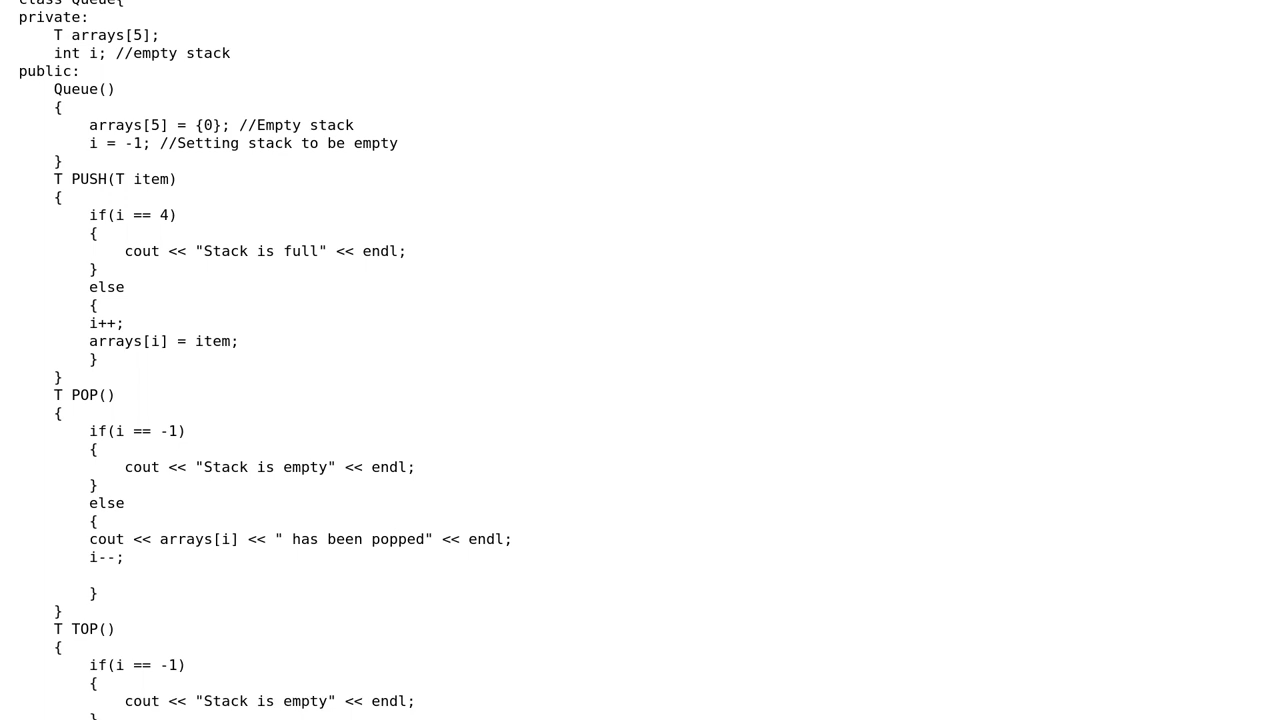 class Queue{
private:
    T arrays[5];
    int i; //empty stack
public:
    Queue()
    {
        arrays[5] = {0}; //Empty stack
        i = -1; //Setting stack to be empty
    }
    T PUSH(T item)
    {
        if(i == 4)
        {
            cout << "Stack is full" << endl;
        }
        else
        {
        i++;
        arrays[i] = item;
        }
    }
    T POP()
    {
        if(i == -1)
        {
            cout << "Stack is empty" << endl;
        }
        else
        {
        cout << arrays[i] << " has been popped" << endl;
        i--;

        }
    }
    T TOP()
    {
        if(i == -1)
        {
            cout << "Stack is empty" << endl;
        }